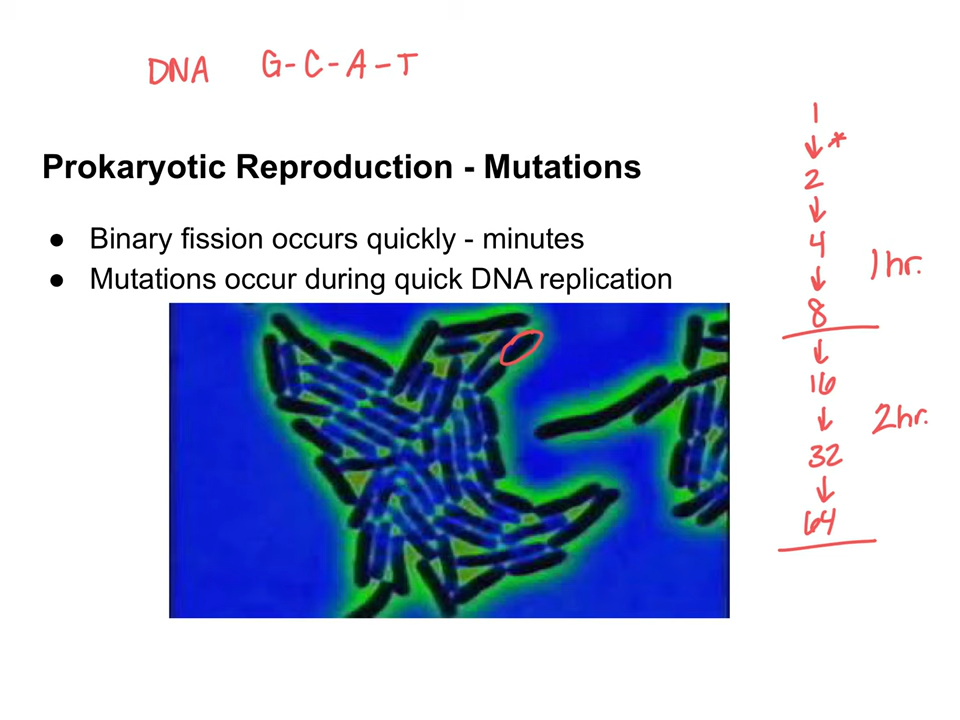 DNA G-C-A-T
Prokaryotic Reproduction - Mutations
● Binary fission occurs quickly - minutes
● Mutations occur during quick DNA replication
1
↓*
2
↓
4
↓
8
1hr.
↓
16
↓
32
↓
64
2hr.